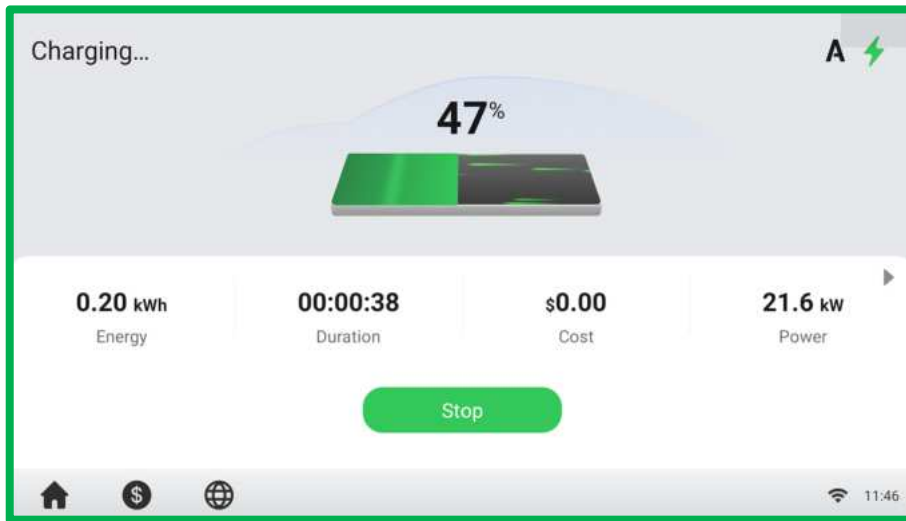 Charging...
A
47%
0.20 kWh
Energy
00:00:38
Duration
$0.00
Cost
21.6 kW
Power
Stop
$
11:46